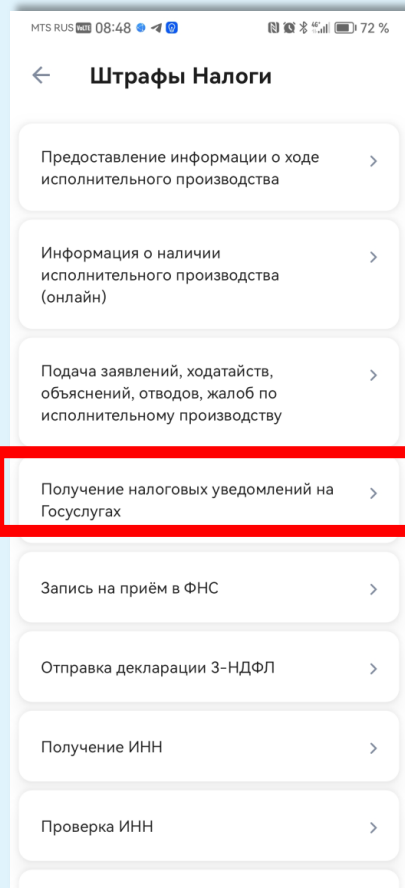 MTS RUS VoLTE 08:48 72 %
Штрафы Налоги
Предоставление информации о ходе
исполнительного производства
Информация о наличии
исполнительного производства
(онлайн)
Подача заявлений, ходатайств,
объяснений, отводов, жалоб по
исполнительному производству
Получение налоговых уведомлений на
Госуслугах
Запись на приём в ФНС
Отправка декларации 3-НДФЛ
Получение ИНН
Проверка ИНН